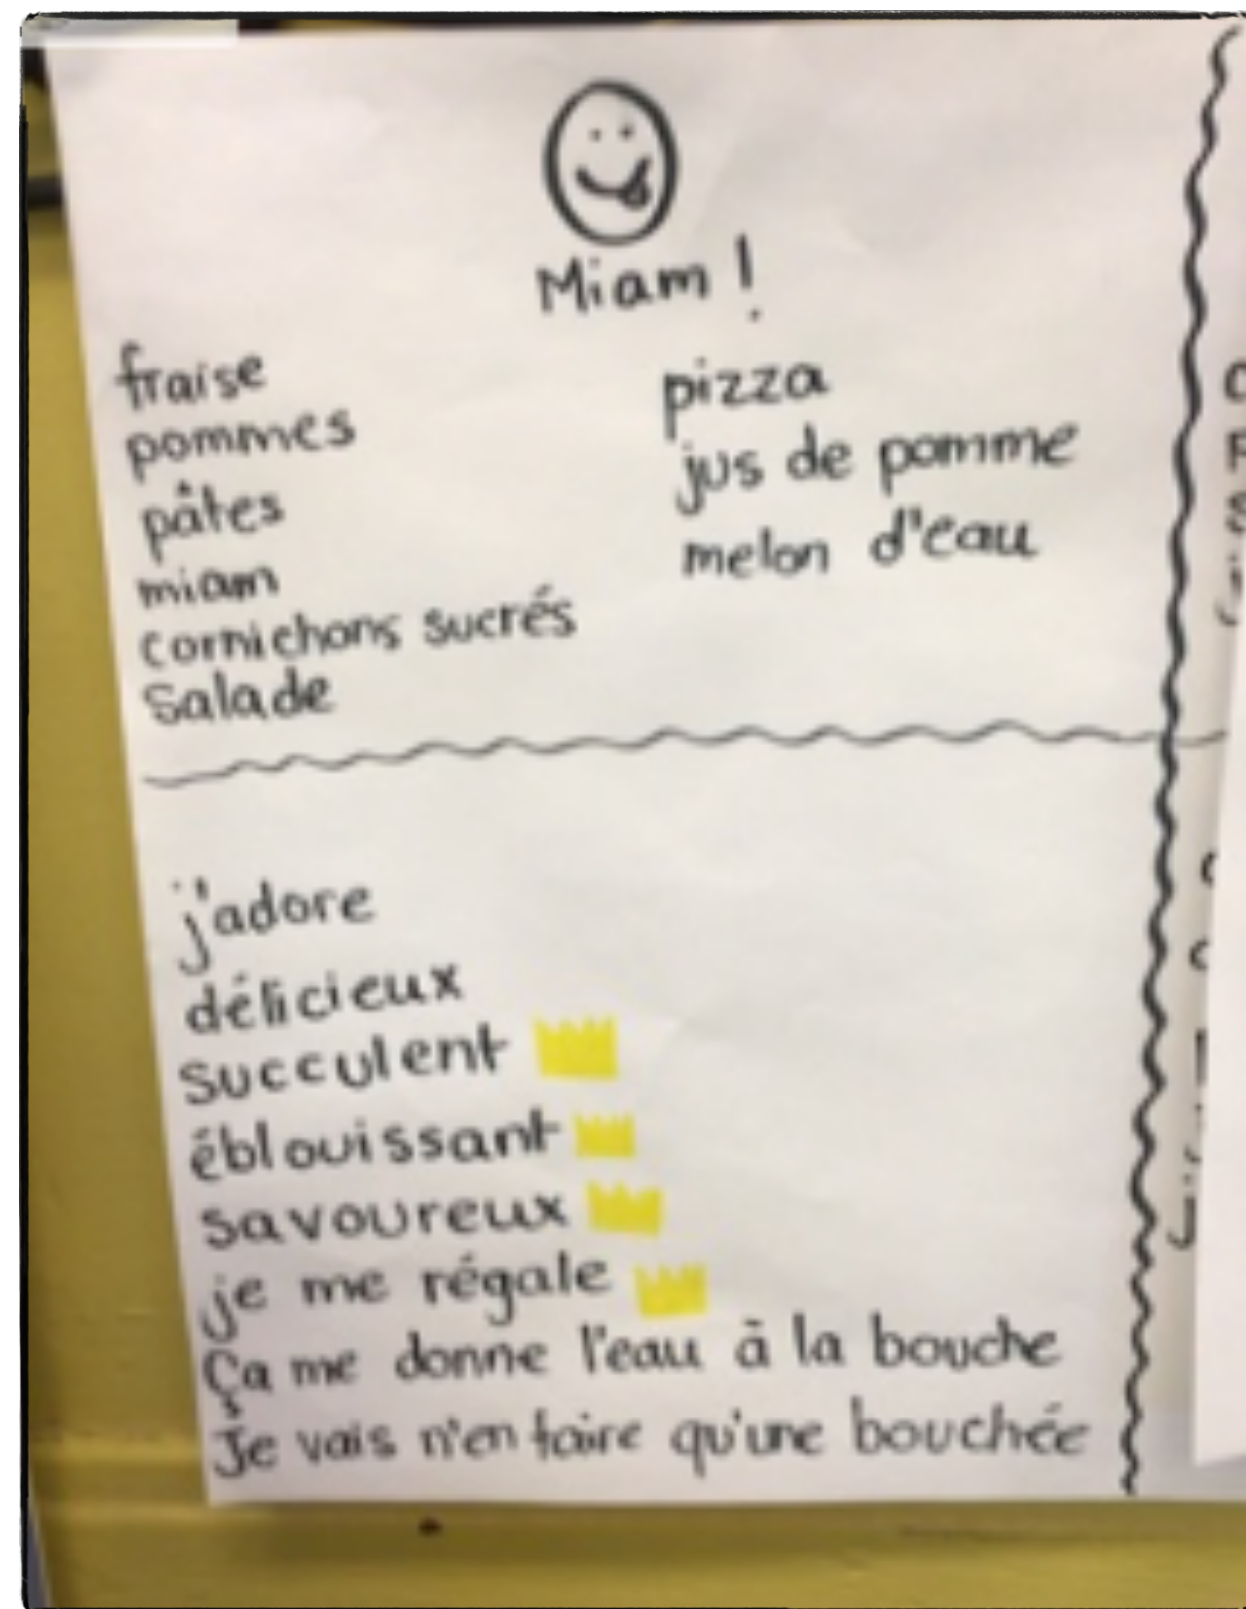 Miam !
fraise
pommes
pâtes
miam
cornichons sucrés
Salade
pizza
jus de pomme
melon d'eau
j'adore
délicieux
succulent
éblouissant
savoureux
je me régale
Ça me donne l'eau à la bouche
Je vais n'en faire qu'une bouchée